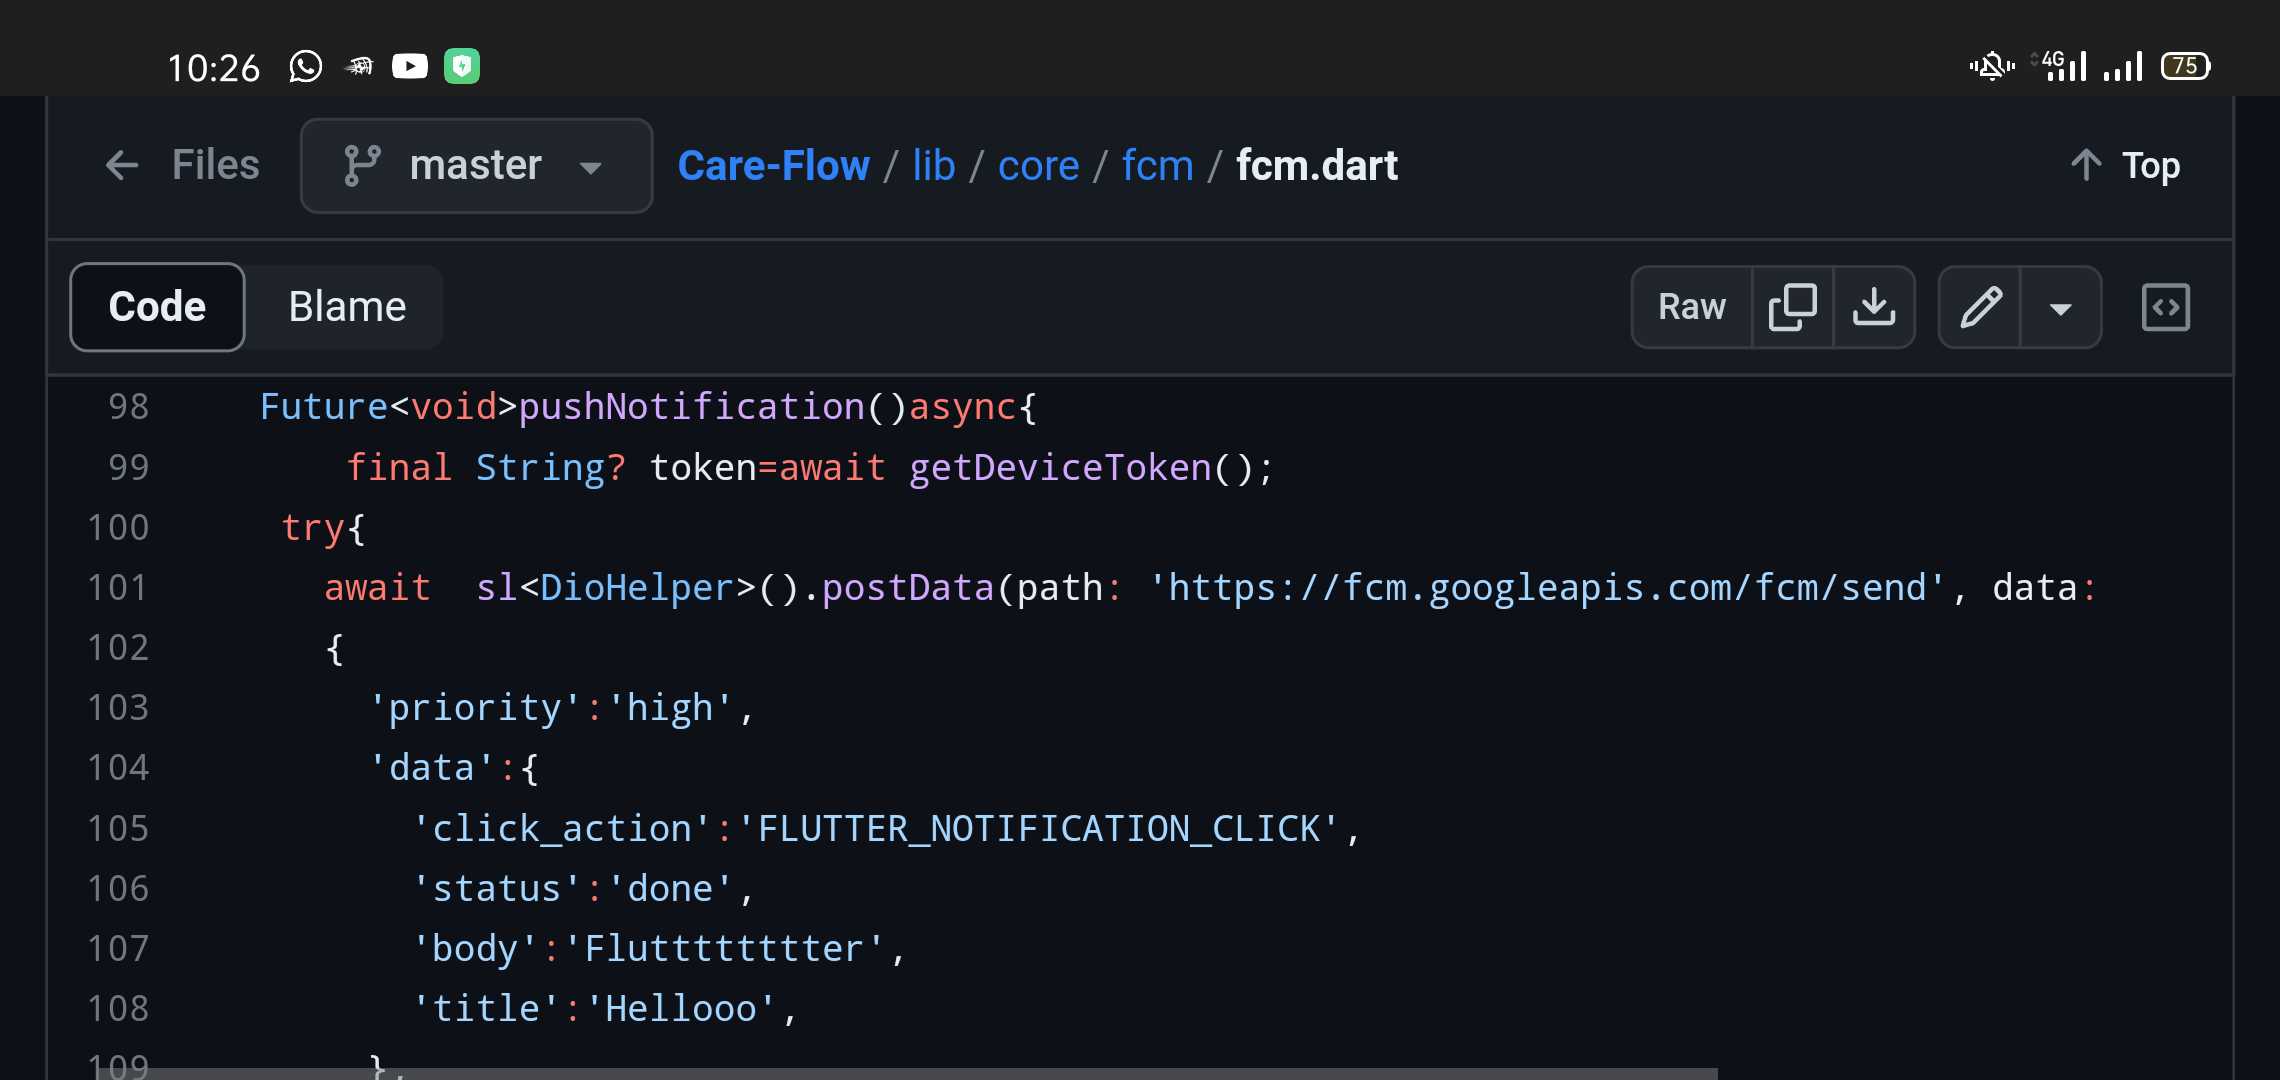 10:26 4G 75
Files master Care-Flow / lib / core / fcm / fcm.dart Top
Code Blame Raw
98 Future<void>pushNotification()async{
99 final String? token=await getDeviceToken();
100 try{
101 await  sl<DioHelper>().postData(path: 'https://fcm.googleapis.com/fcm/send', data:
102 {
103 'priority':'high',
104 'data':{
105 'click_action':'FLUTTER_NOTIFICATION_CLICK',
106 'status':'done',
107 'body':'Fluttttttttter',
108 'title':'Hellooo',
109 },